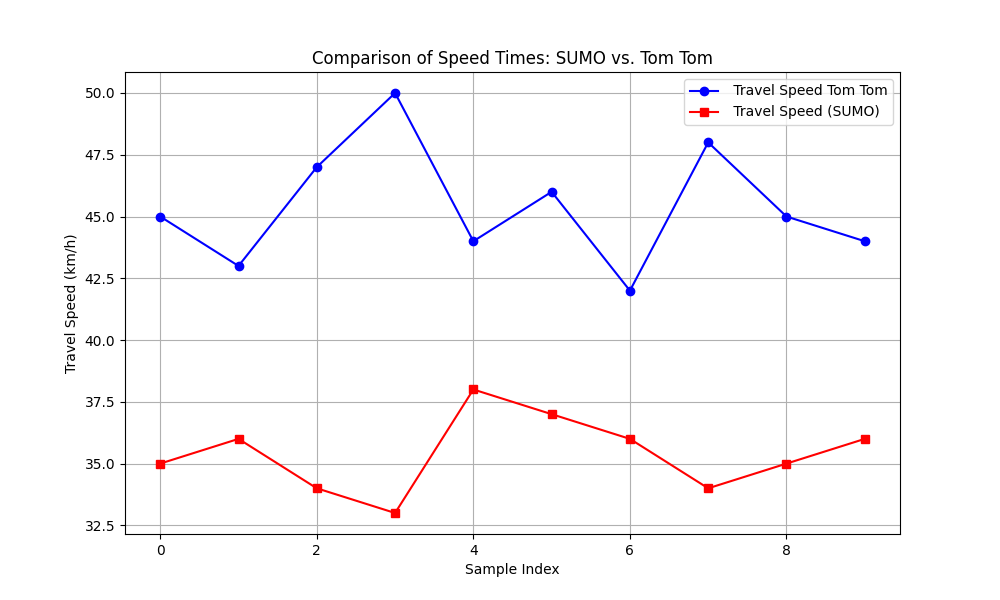 Comparison of Speed Times: SUMO vs. Tom Tom
Travel Speed Tom Tom
Travel Speed (SUMO)
Travel Speed (km/h)
50.0
47.5
45.0
42.5
40.0
37.5
35.0
32.5
0 2 4 6 8
Sample Index